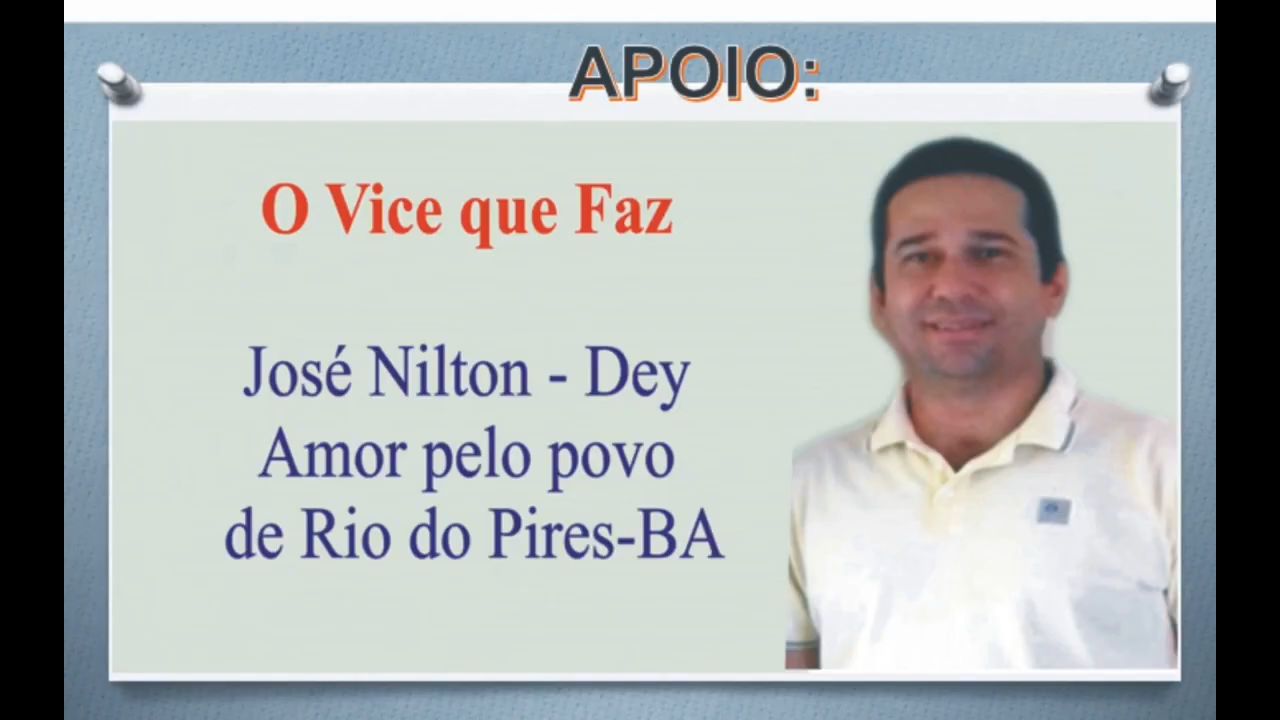 APOIO:
O Vice que Faz
José Nilton - Dey
Amor pelo povo
de Rio do Pires-BA